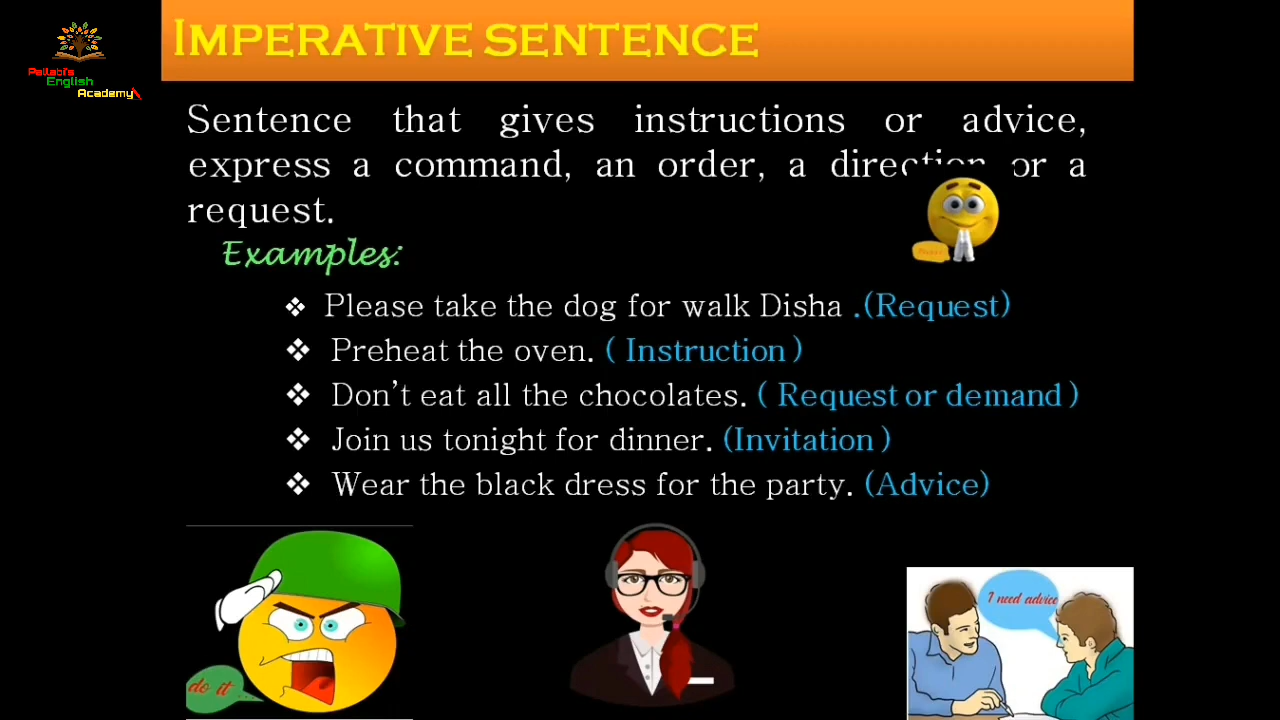 IMPERATIVE SENTENCE
Pallabi's
English
Academy
Sentence that gives instructions or advice,
express a command, an order, a direction or a
request.
Examples:
❖ Please take the dog for walk Disha .(Request)
❖ Preheat the oven. ( Instruction )
❖ Don't eat all the chocolates. ( Request or demand )
❖ Join us tonight for dinner. (Invitation )
❖ Wear the black dress for the party. (Advice)
do it
I need advice